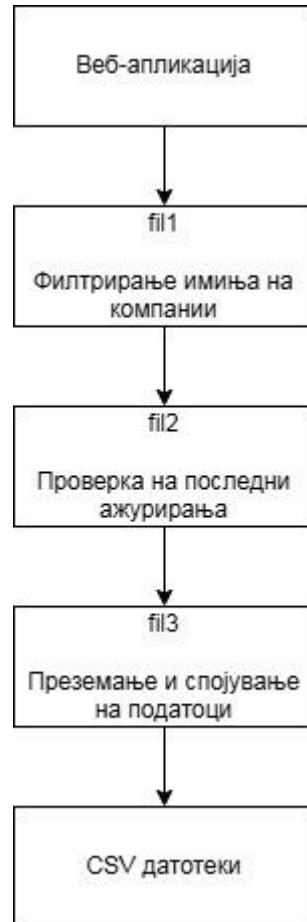 Веб-апликација
fil1
Филтрирање имиња на
компании
fil2
Проверка на последни
ажурирања
fil3
Преземање и спојување
на податоци
CSV датотеки